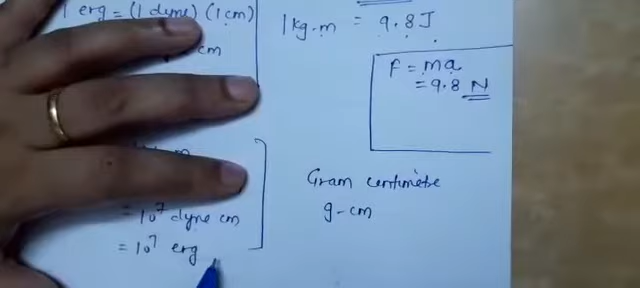 1 erg = (1 dyne) (1 cm)
cm
= 10⁷ dyne cm
= 10⁷ erg
1 kg.m = 9.8 J
F = ma
= 9.8 N
Gram centimetre
g-cm